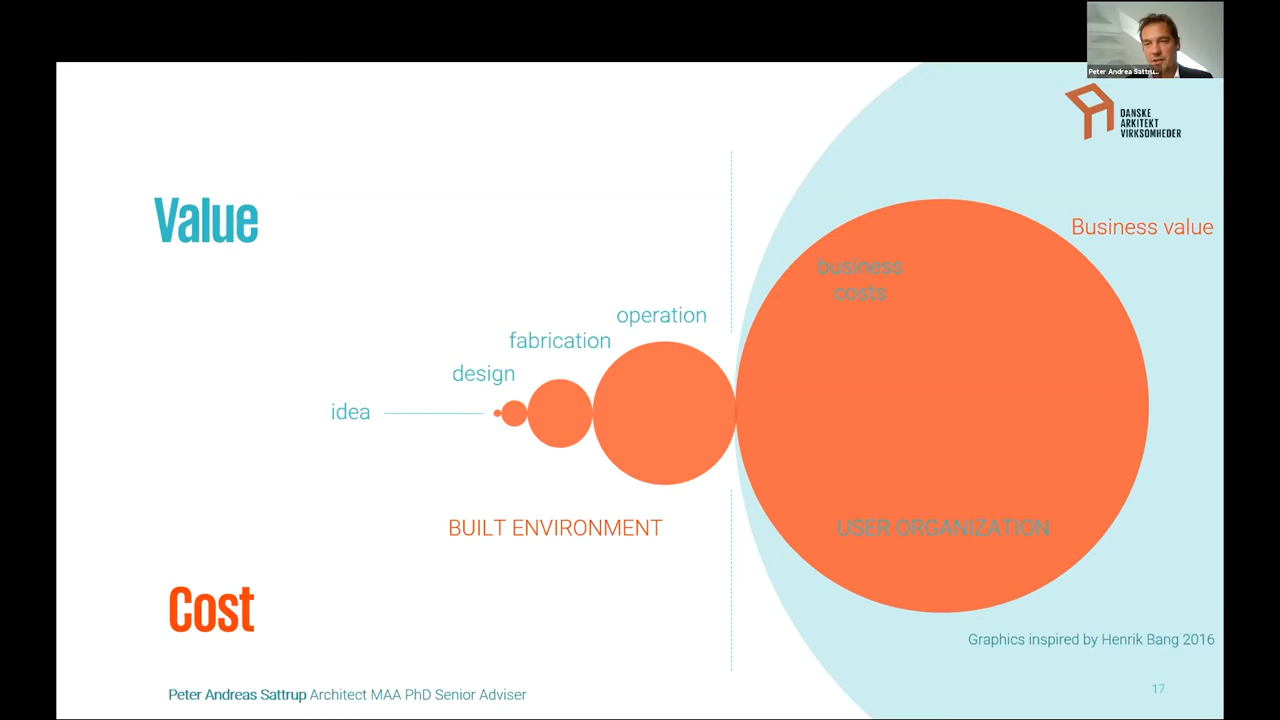 Peter Andrea Sattru...
DANSKE
ARKITEKT
VIRKSOMHEDER
Value
Business value
business
costs
operation
fabrication
design
idea
BUILT ENVIRONMENT
USER ORGANIZATION
Cost
Graphics inspired by Henrik Bang 2016
Peter Andreas Sattrup Architect MAA PhD Senior Adviser
17